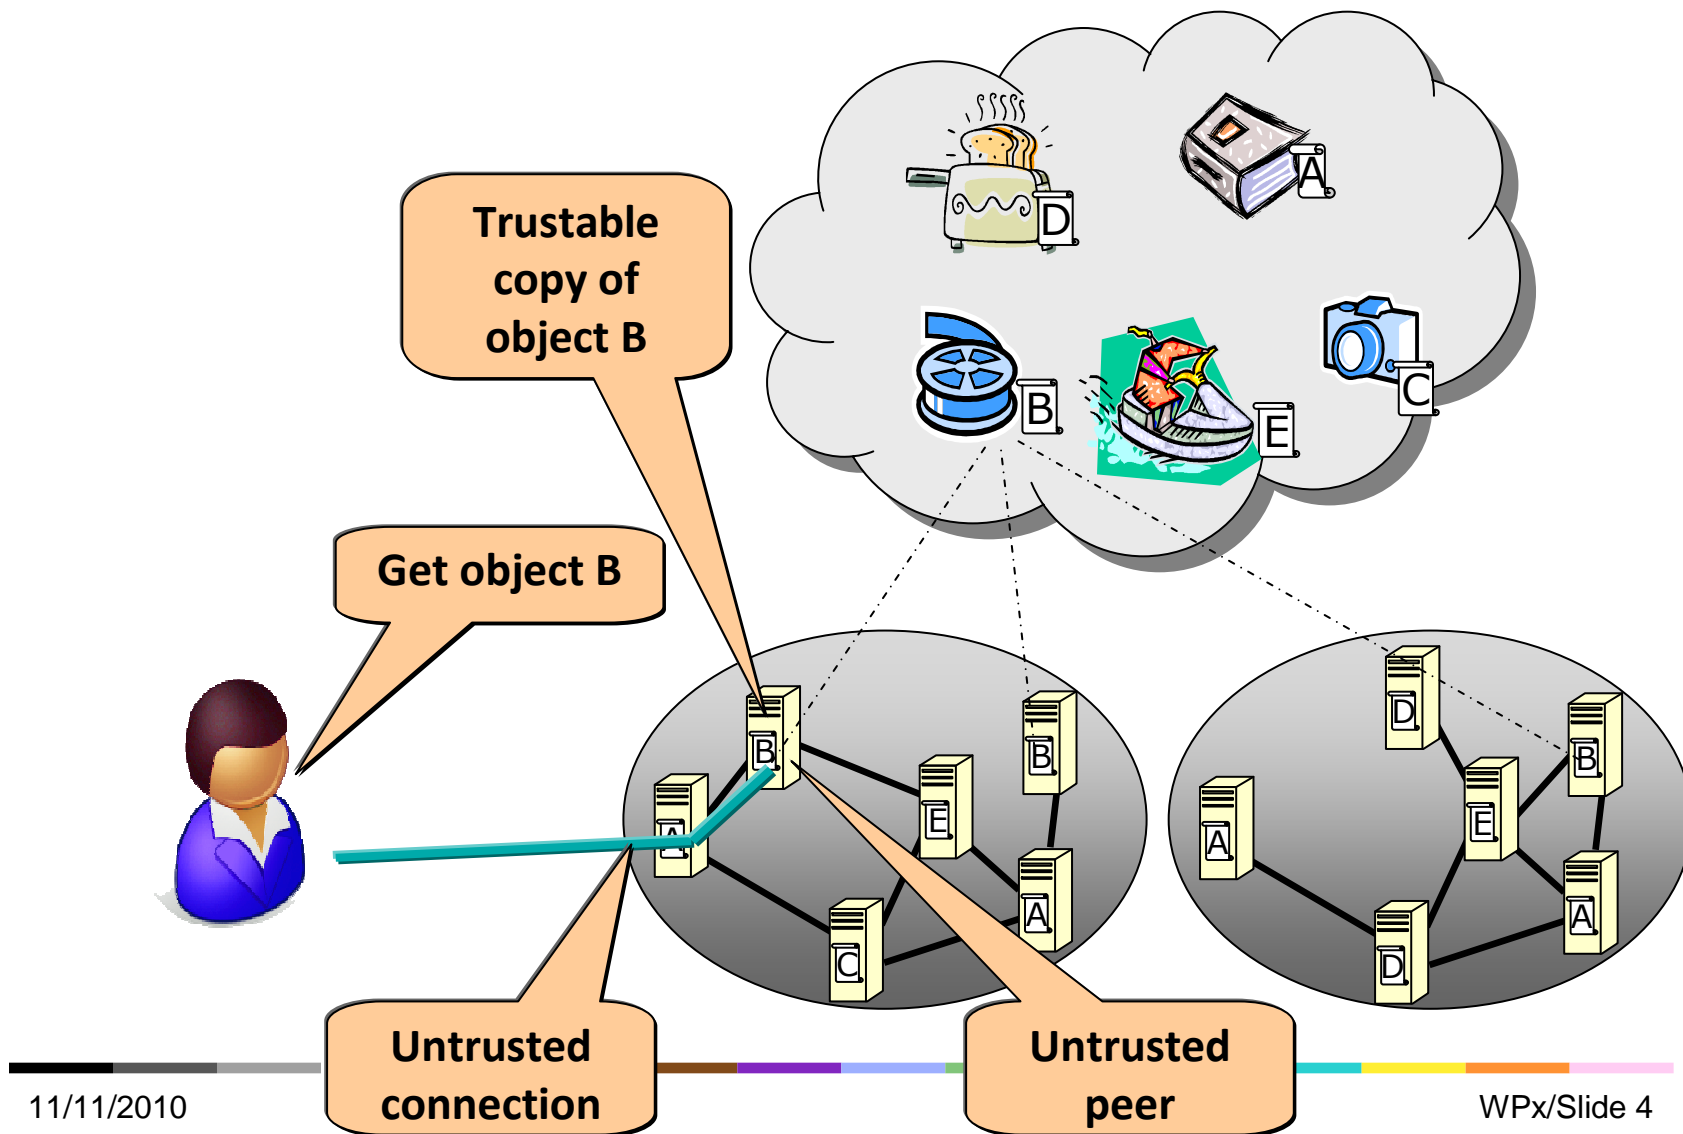 D
A
Trustable
copy of
object B
B
E
C
Get object B
D
B
B
B
A
E
A
E
A
A
C
D
Untrusted
connection
Untrusted
peer
11/11/2010
WPx/Slide 4